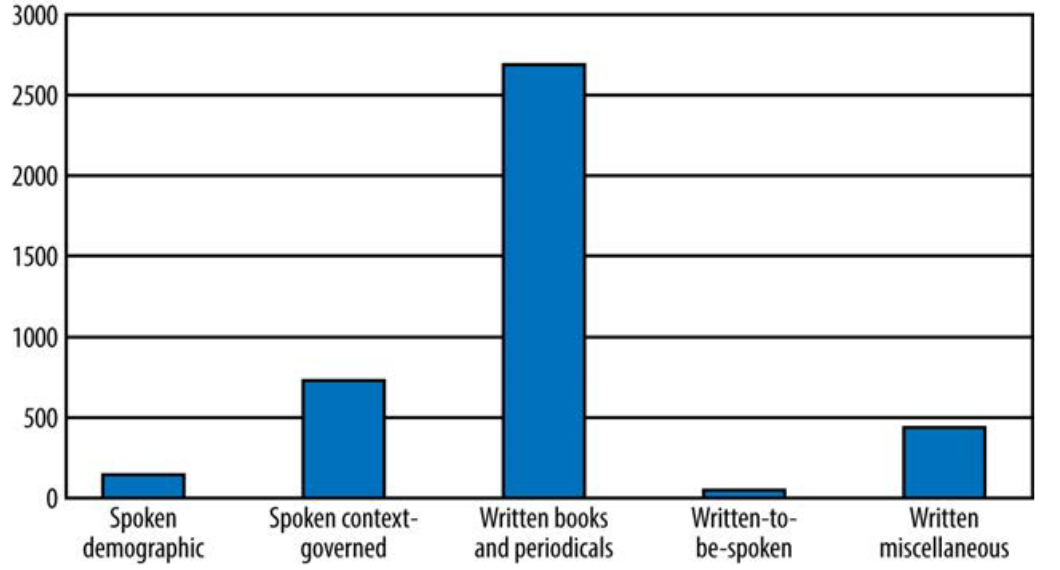 3000
2500
2000
1500
1000
500
0
Spoken demographic
Spoken context-governed
Written books and periodicals
Written-to-be-spoken
Written miscellaneous